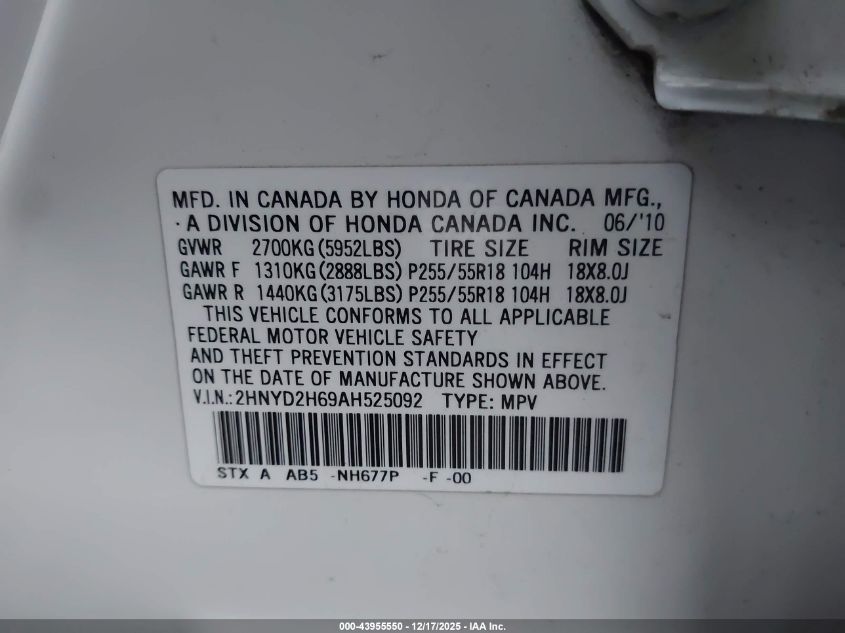 MFD. IN CANADA BY HONDA OF CANADA MFG.,
· A DIVISION OF HONDA CANADA INC. 06/'10
GVWR 2700KG (5952LBS) TIRE SIZE RIM SIZE
GAWR F 1310KG (2888LBS) P255/55R18 104H 18X8.0J
GAWR R 1440KG (3175LBS) P255/55R18 104H 18X8.0J
THIS VEHICLE CONFORMS TO ALL APPLICABLE
FEDERAL MOTOR VEHICLE SAFETY
AND THEFT PREVENTION STANDARDS IN EFFECT
ON THE DATE OF MANUFACTURE SHOWN ABOVE.
V.I.N.: 2HNYD2H69AH525092 TYPE: MPV
STX A AB5 -NH677P -F -00
000-43955550 - 12/17/2025 - IAA Inc.